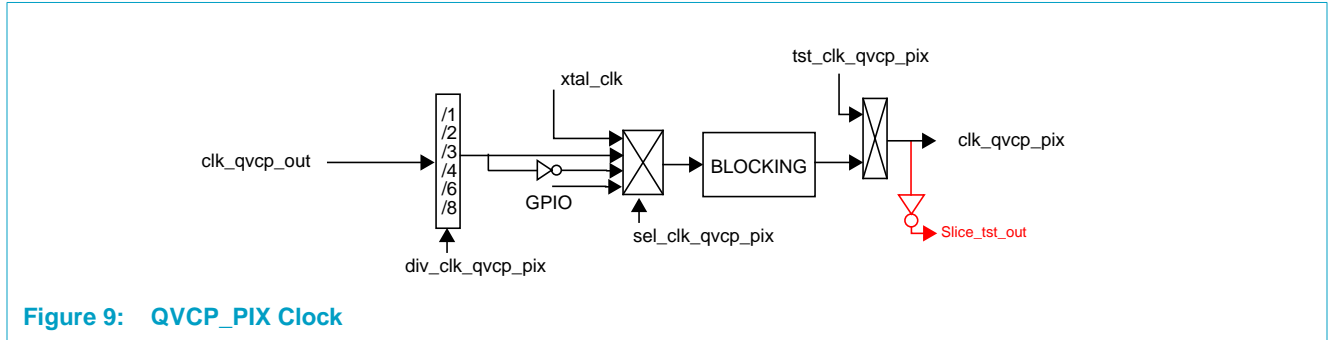 tst_clk_qvcp_pix
xtal_clk
/1
/2
/3
/4
/6
/8
clk_qvcp_out
clk_qvcp_pix
BLOCKING
GPIO
sel_clk_qvcp_pix
Slice_tst_out
div_clk_qvcp_pix
Figure 9: QVCP_PIX Clock